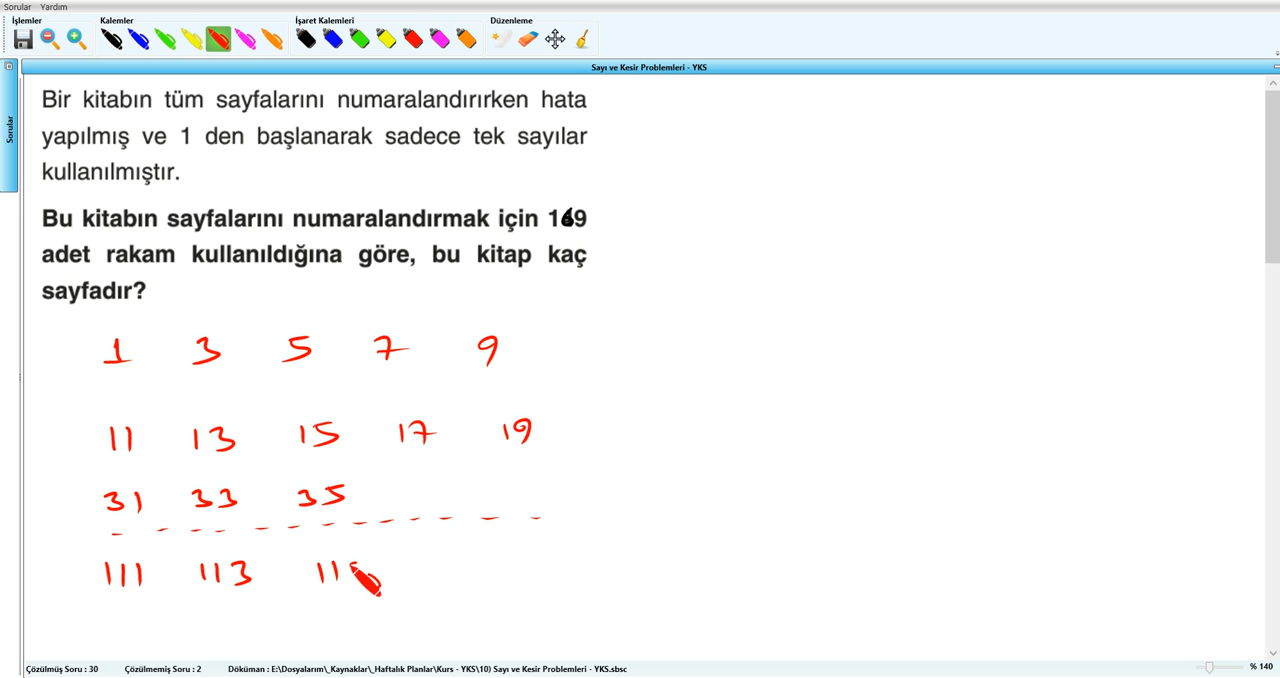 Sorular Yardım
İşlemler Kalemler İşaret Kalemleri Düzenleme
Sayı ve Kesir Problemleri - YKS
Sorular
Bir kitabın tüm sayfalarını numaralandırırken hata
yapılmış ve 1 den başlanarak sadece tek sayılar
kullanılmıştır.
Bu kitabın sayfalarını numaralandırmak için 169
adet rakam kullanıldığına göre, bu kitap kaç
sayfadır?
1 3 5 7 9
11 13 15 17 19
31 33 35
111 113 11
Çözülmüş Soru : 30 Çözülmemiş Soru : 2 Döküman : E:\Dosyalarım\_Kaynaklar\_Haftalık Planlar\Kurs - YKS\10) Sayı ve Kesir Problemleri - YKS.sbsc % 140